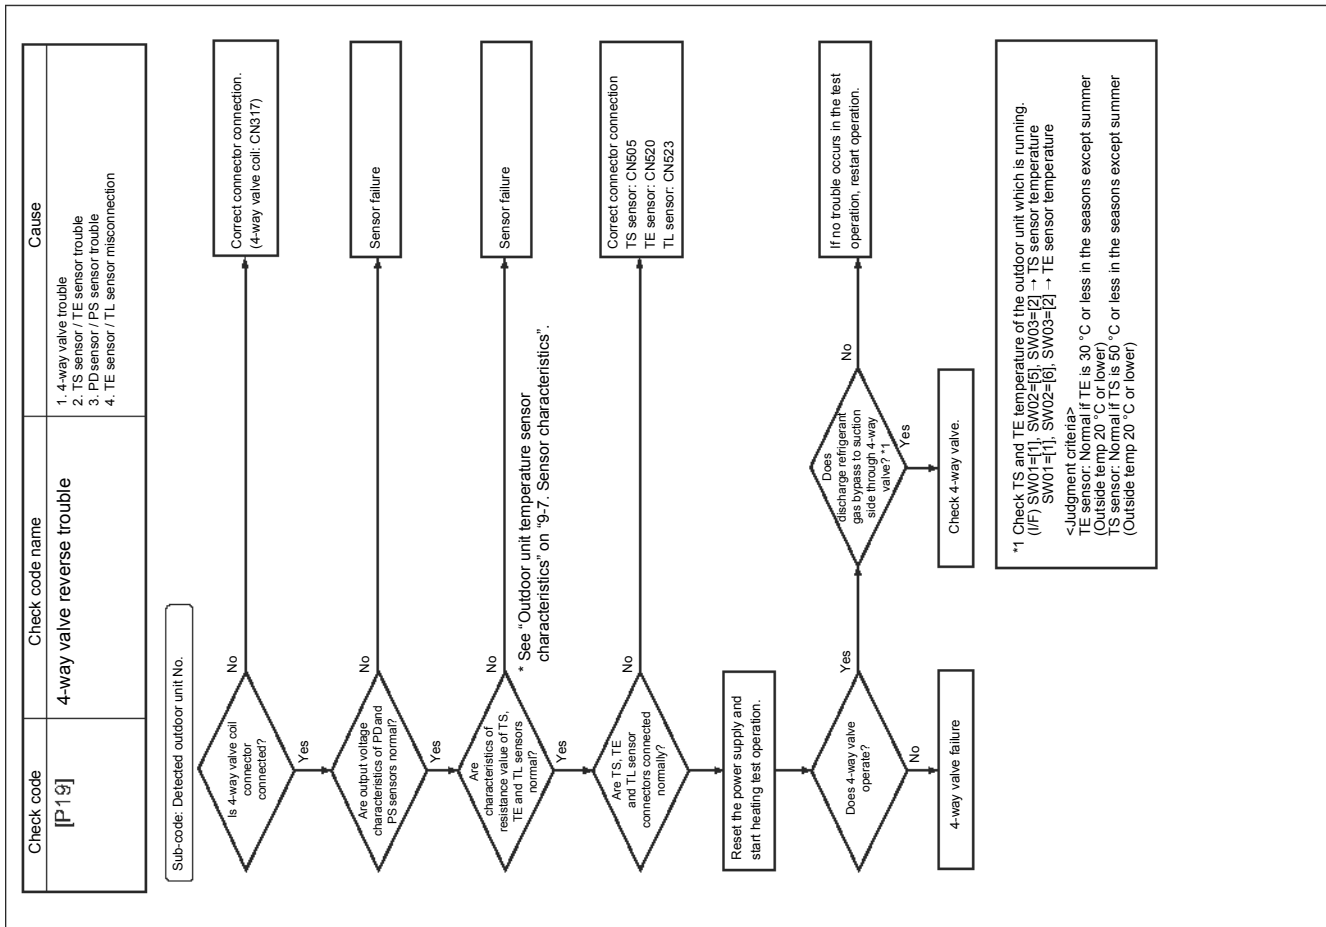 Check code
Check code name
Cause
[P19]
4-way valve reverse trouble
1. 4-way valve trouble
2. TS sensor / TE sensor trouble
3. PD sensor / PS sensor trouble
4. TE sensor / TL sensor misconnection
Sub-code: Detected outdoor unit No.
Is 4-way valve coil
connector
connected?
No
Correct connector connection.
(4-way valve coil: CN317)
Yes
Are output voltage
characteristics of PD and
PS sensors normal?
No
Sensor failure
Yes
Are
characteristics of
resistance value of TS,
TE and TL sensors
normal?
No
Sensor failure
* See “Outdoor unit temperature sensor
characteristics” on “9-7. Sensor characteristics”.
Yes
Are TS, TE
and TL sensor
connectors connected
normally?
No
Correct connector connection
TS sensor: CN505
TE sensor: CN520
TL sensor: CN523
Yes
Reset the power supply and
start heating test operation.
Does 4-way valve
operate?
Yes
Does
discharge refrigerant
gas bypass to suction
side through 4-way
valve? *1
No
If no trouble occurs in the test
operation, restart operation.
No
Yes
4-way valve failure
Check 4-way valve.
*1 Check TS and TE temperature of the outdoor unit which is running.
(I/F) SW01=[1], SW02=[5], SW03=[2] → TS sensor temperature
SW01=[1], SW02=[6], SW03=[2] → TE sensor temperature
<Judgment criteria>
TE sensor: Normal if TE is 30 °C or less in the seasons except summer
(Outside temp 20 °C or lower)
TS sensor: Normal if TS is 50 °C or less in the seasons except summer
(Outside temp 20 °C or lower)